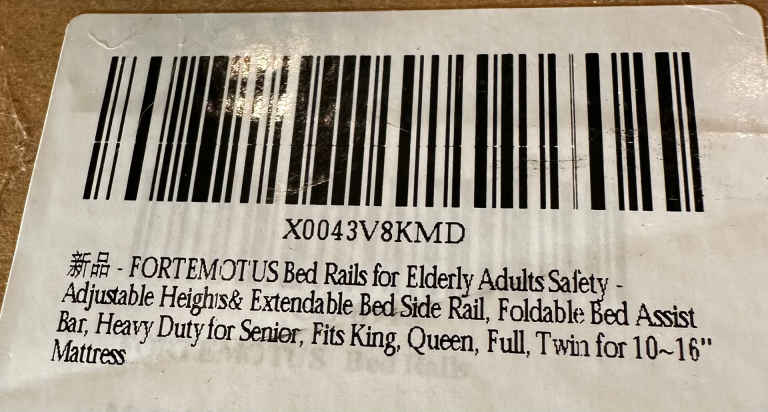 X0043V8KMD
新品 - FORTEMOTUS Bed Rails for Elderly Adults Safety -
Adjustable Heights& Extendable Bed Side Rail, Foldable Bed Assist
Bar, Heavy Duty for Senior, Fits King, Queen, Full, Twin for 10~16"
Mattress